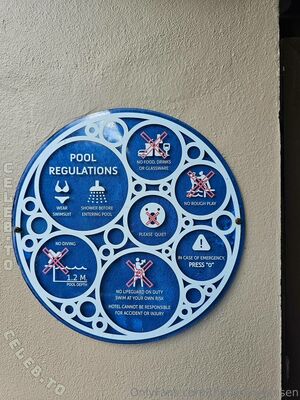 POOL
REGULATIONS
WEAR
SWIMSUIT
SHOWER BEFORE
ENTERING POOL
NO FOOD, DRINKS
OR GLASSWARE
NO ROUGH PLAY
PLEASE QUIET
NO DIVING
1.2 M
POOL DEPTH
IN CASE OF EMERGENCY
PRESS "0"
NO LIFEGUARD ON DUTY
SWIM AT YOUR OWN RISK
HOTEL CANNOT BE RESPONSIBLE
FOR ACCIDENT OR INJURY
CELEB.TO
CELEB.TO